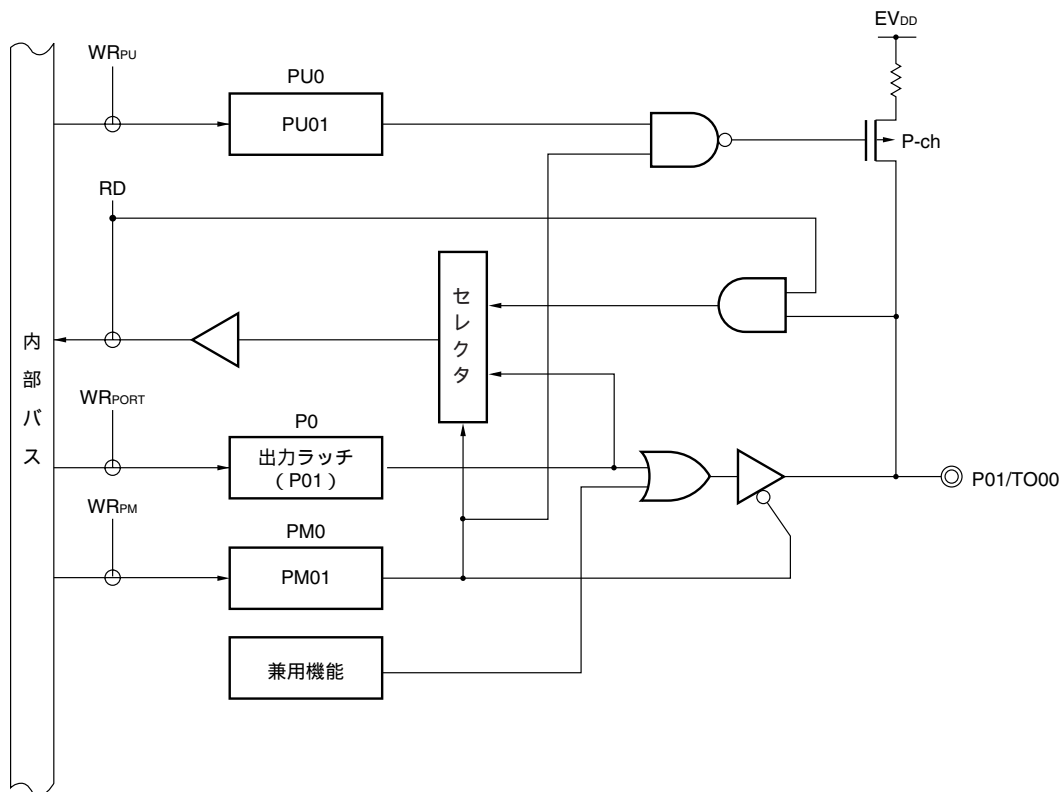 EVDD
WRPU
PU0
PU01
P-ch
RD
セレクタ
内部バス
WRPORT
P0
出力ラッチ
(P01)
P01/TO00
WRPM
PM0
PM01
兼用機能